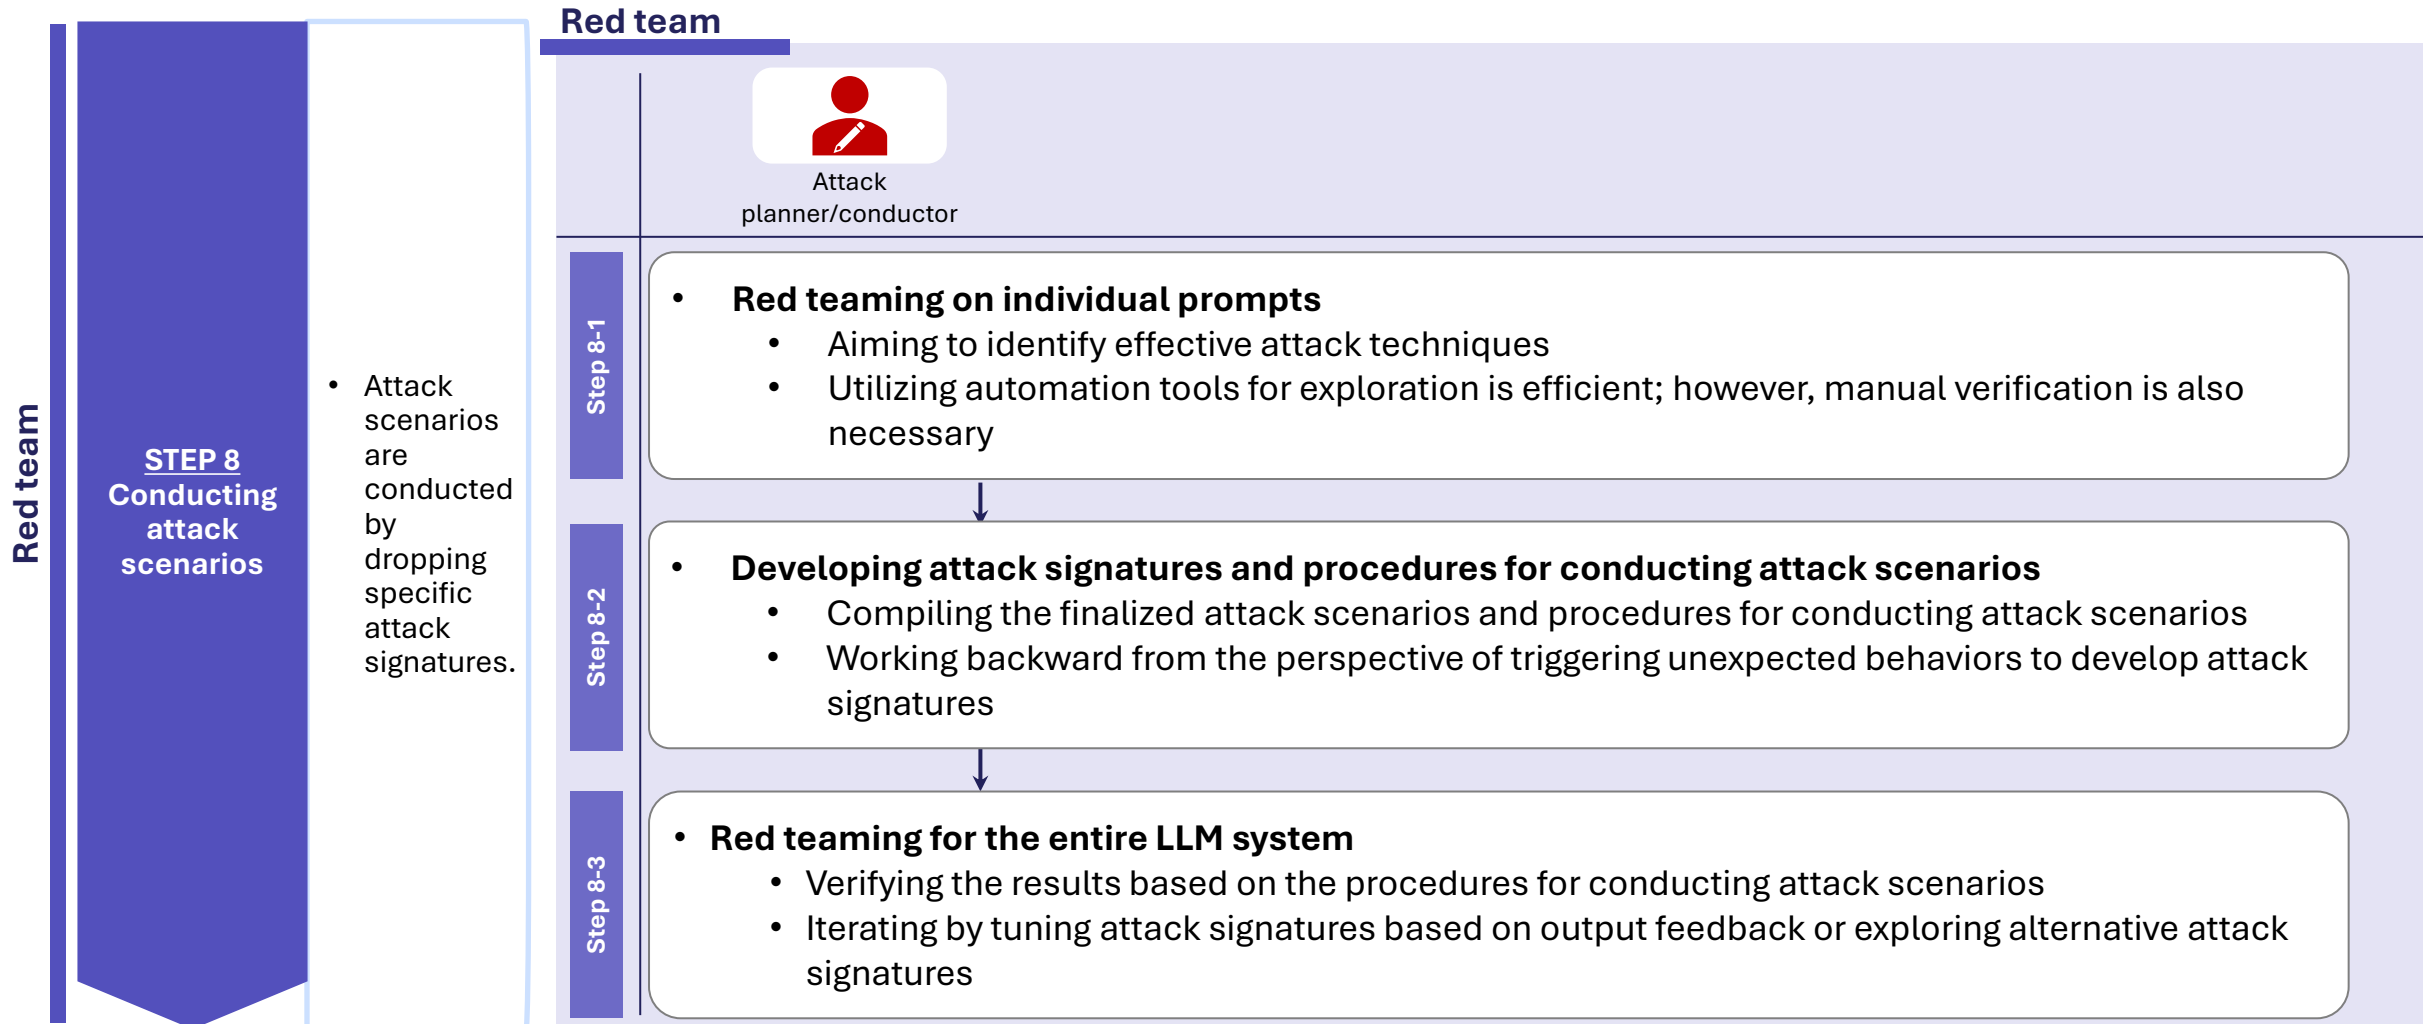 Red team
Red team
STEP 8
Conducting
attack
scenarios
• Attack
scenarios
are
conducted
by
dropping
specific
attack
signatures.
Attack
planner/conductor
Step 8-1
• Red teaming on individual prompts
• Aiming to identify effective attack techniques
• Utilizing automation tools for exploration is efficient; however, manual verification is also
necessary
Step 8-2
• Developing attack signatures and procedures for conducting attack scenarios
• Compiling the finalized attack scenarios and procedures for conducting attack scenarios
• Working backward from the perspective of triggering unexpected behaviors to develop attack
signatures
Step 8-3
• Red teaming for the entire LLM system
• Verifying the results based on the procedures for conducting attack scenarios
• Iterating by tuning attack signatures based on output feedback or exploring alternative attack
signatures